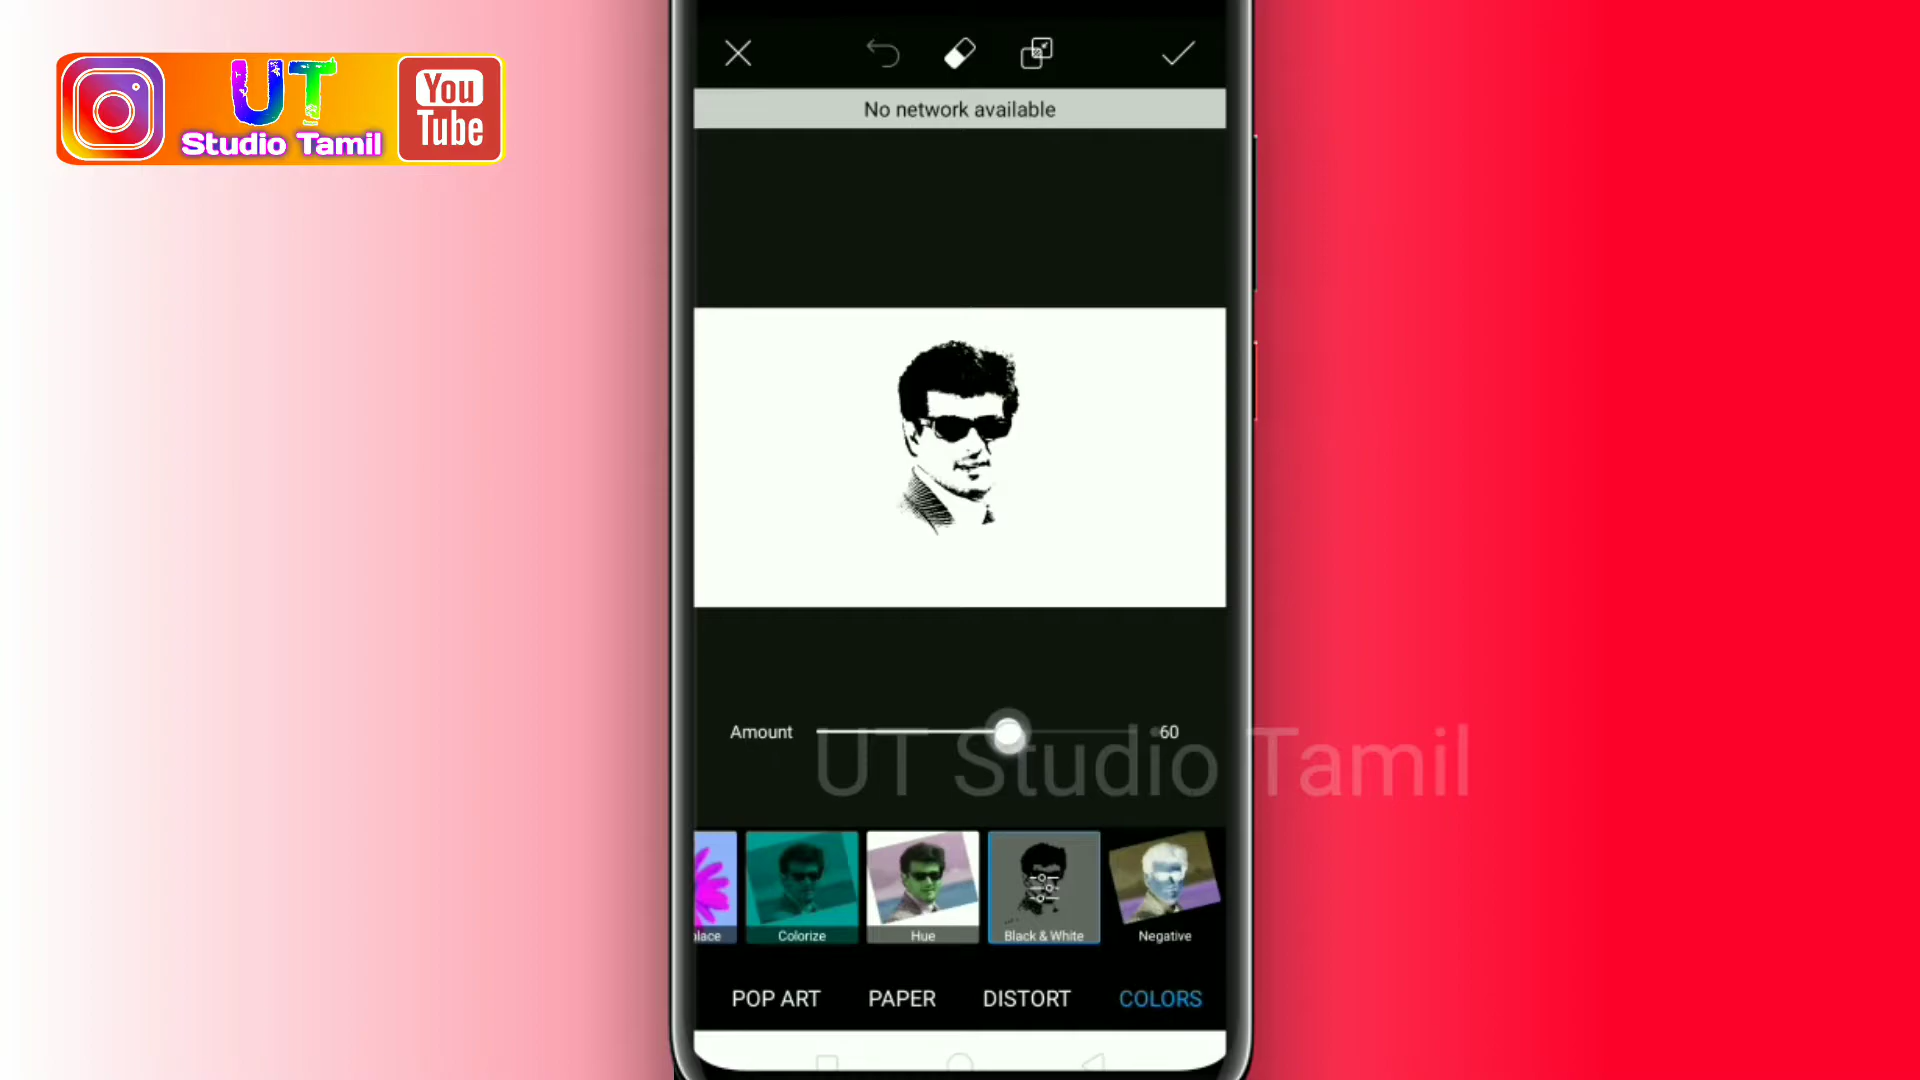 UT
Studio Tamil
You
Tube
No network available
Amount
60
UT Studio Tamil
Colorize
Hue
Black & White
Negative
POP ART
PAPER
DISTORT
COLORS